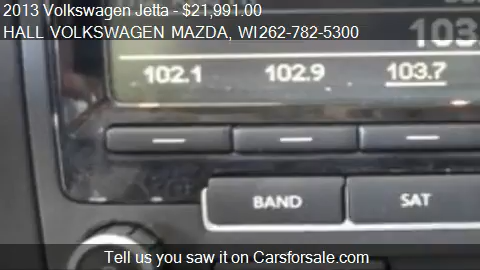 2013 Volkswagen Jetta - $21,991.00
HALL VOLKSWAGEN MAZDA, WI262-782-5300
103.
102.1 102.9 103.7
BAND SAT
Tell us you saw it on Carsforsale.com